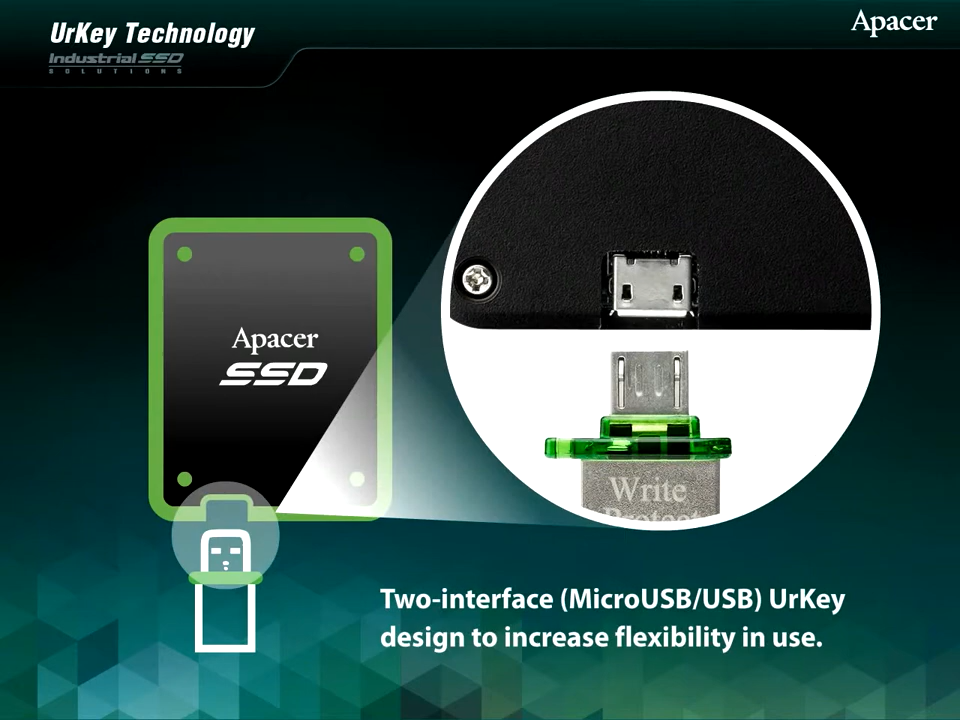 UrKey Technology
Industrial SSD
SOLUTIONS
Apacer
Apacer
SSD
Write
Protect
Two-interface (MicroUSB/USB) UrKey
design to increase flexibility in use.